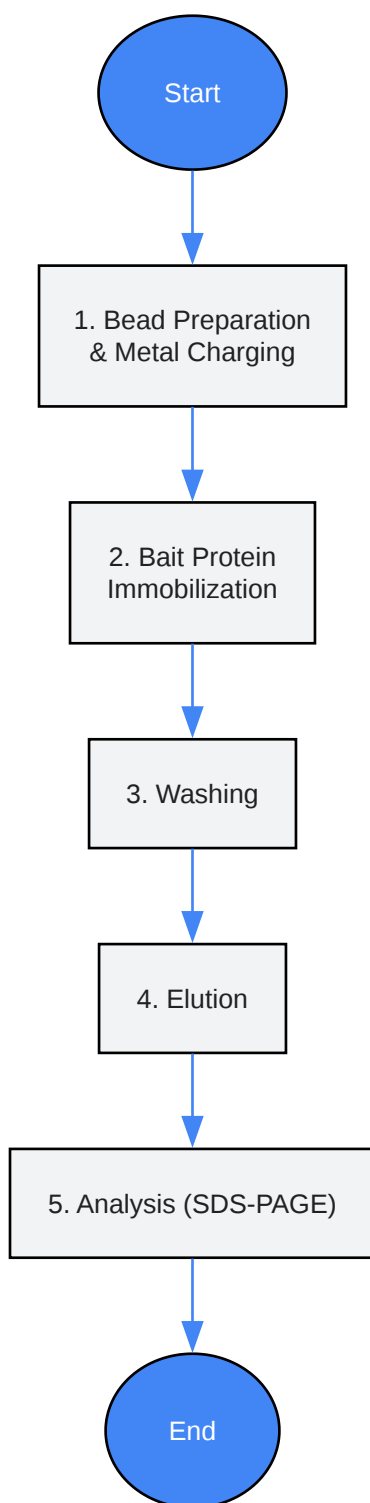 Start
1. Bead Preparation
& Metal Charging
2. Bait Protein
Immobilization
3. Washing
4. Elution
5. Analysis (SDS-PAGE)
End